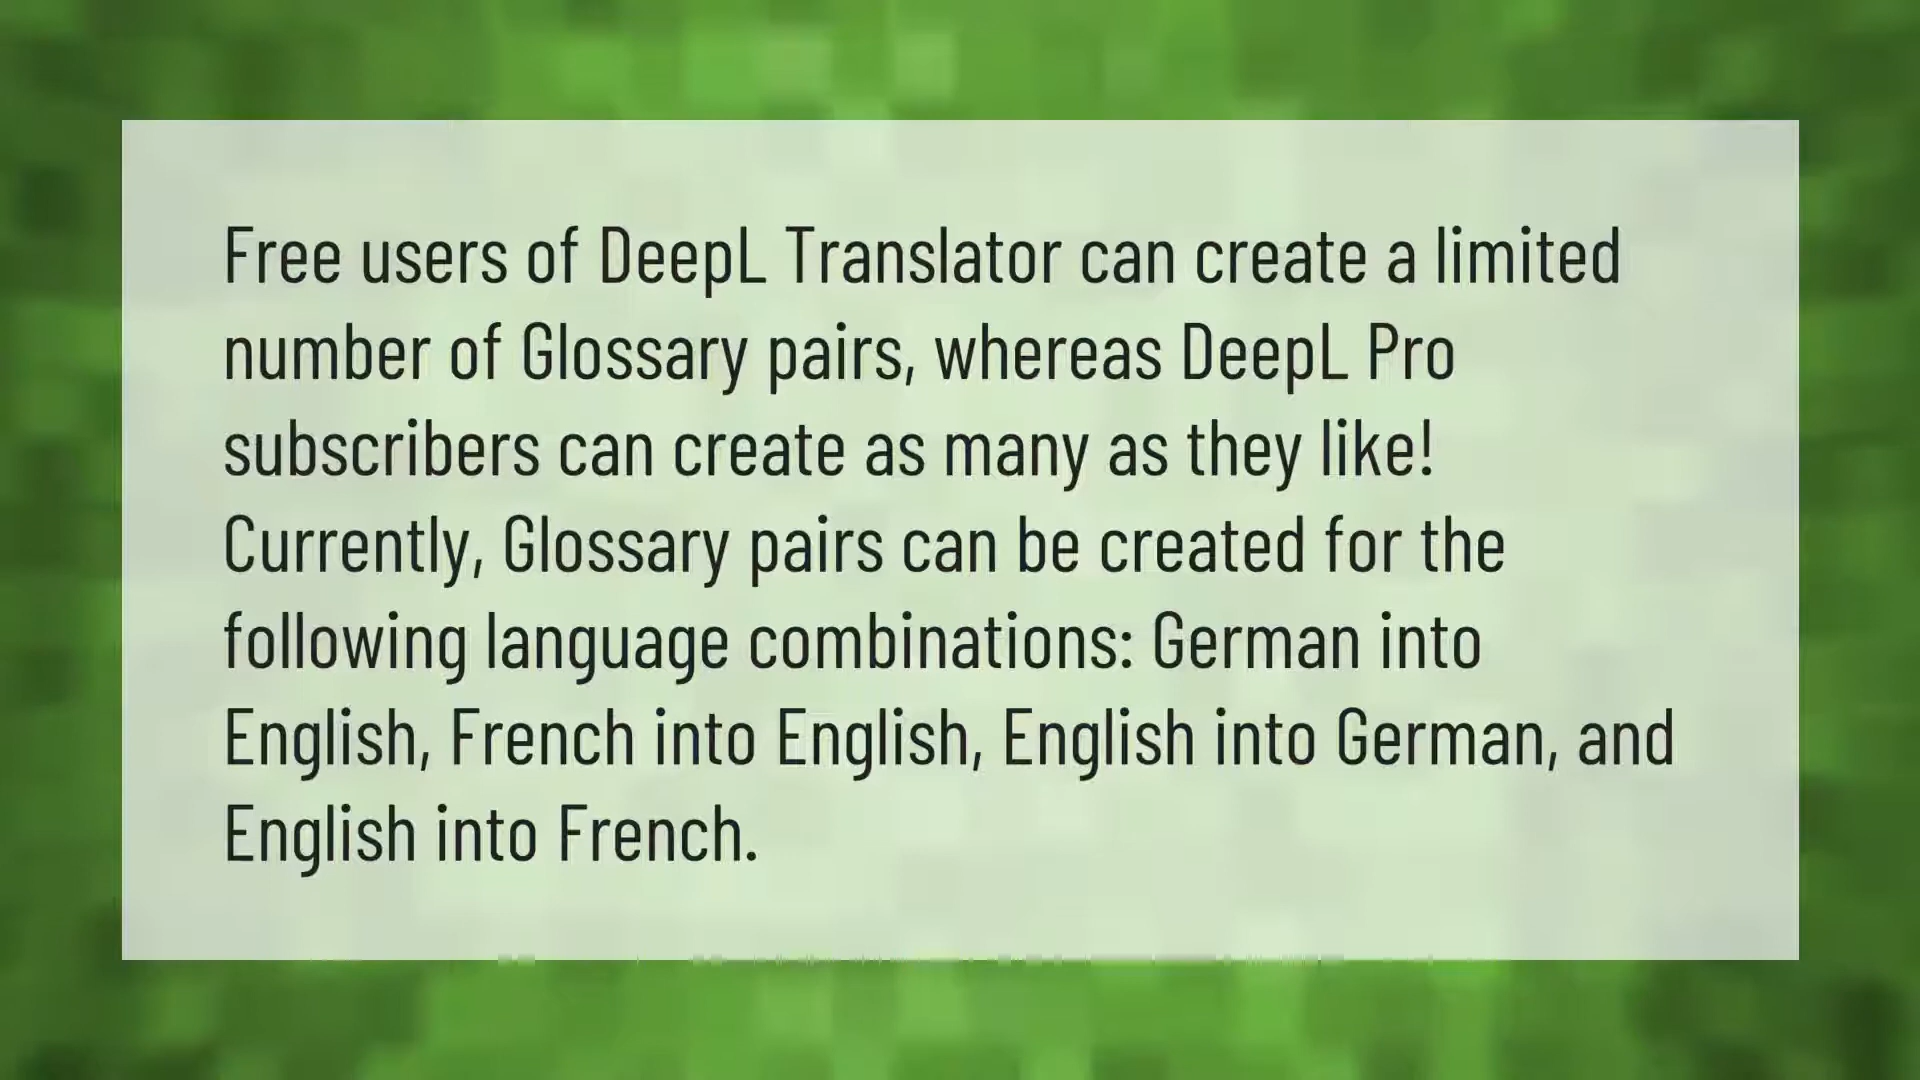 Free users of DeepL Translator can create a limited
number of Glossary pairs, whereas DeepL Pro
subscribers can create as many as they like!
Currently, Glossary pairs can be created for the
following language combinations: German into
English, French into English, English into German, and
English into French.